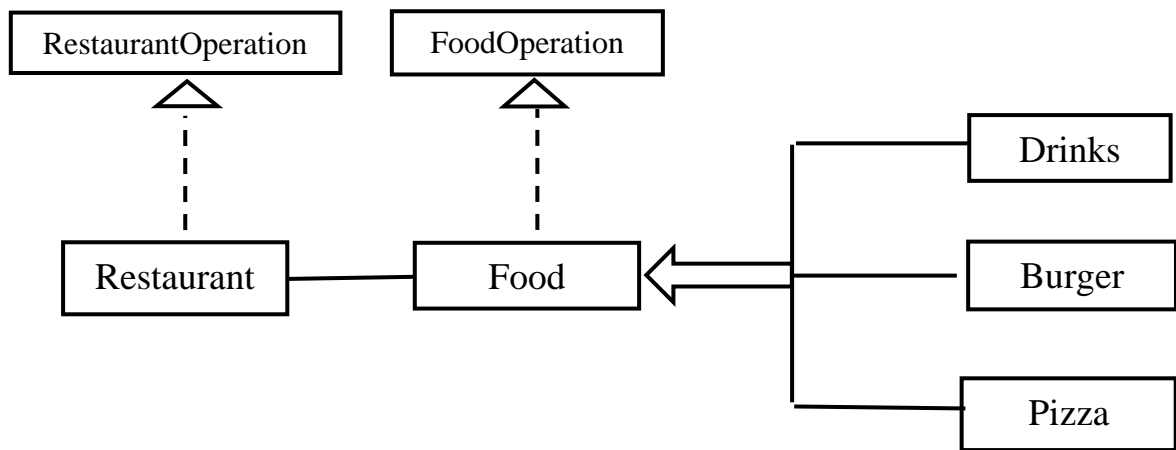 RestaurantOperation
FoodOperation
Drinks
Restaurant
Food
Burger
Pizza